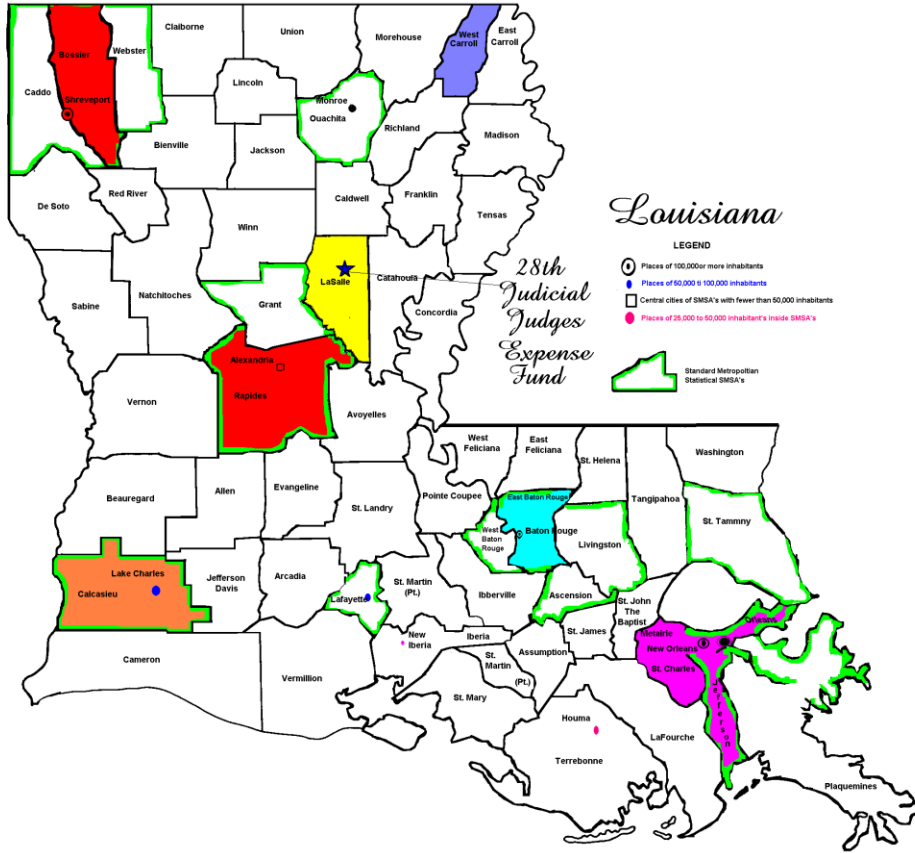 Claiborne
Union
Morehouse
West
Carroll
East
Carroll
Bossier
Webster
Caddo
Shreveport
Lincoln
Monroe
Ouachita
Richland
Madison
Bienville
Jackson
De Soto
Red River
Caldwell
Franklin
Tensas
Winn
Louisiana
LEGEND
Places of 100,000or more inhabitants
Places of 50,000 ti 100,000 inhabitants
Central cities of SMSA's with fewer than 50,000 inhabitants
Places of 25,000 to 50,000 inhabitant's inside SMSA's
Standard Metropoltian
Statistical SMSA's
28th
Judicial
Judges
Expense
Fund
LaSalle
Catahoula
Concordia
Sabine
Natchitoches
Grant
Alexandria
Rapides
Vernon
Avoyelles
West
Feliciana
East
Feliciana
St. Helena
Washington
Beauregard
Allen
Evangeline
St. Landry
Pointe Coupee
East Baton Rouge
West
Baton
Rouge
Baton Rouge
Livingston
Tangipahoa
St. Tammny
Lake Charles
Calcasieu
Jefferson
Davis
Arcadia
Lafayette
St. Martin
(Pt.)
Ibberville
Ascension
St. John
The
Baptist
Orleans
Metairie
New Orleans
St. Charles
Jefferson
New
Iberia
Iberia
Assumption
St. James
St.
Martin
(Pt.)
Cameron
Vermillion
St. Mary
Houma
Terrebonne
LaFourche
Plaquemines